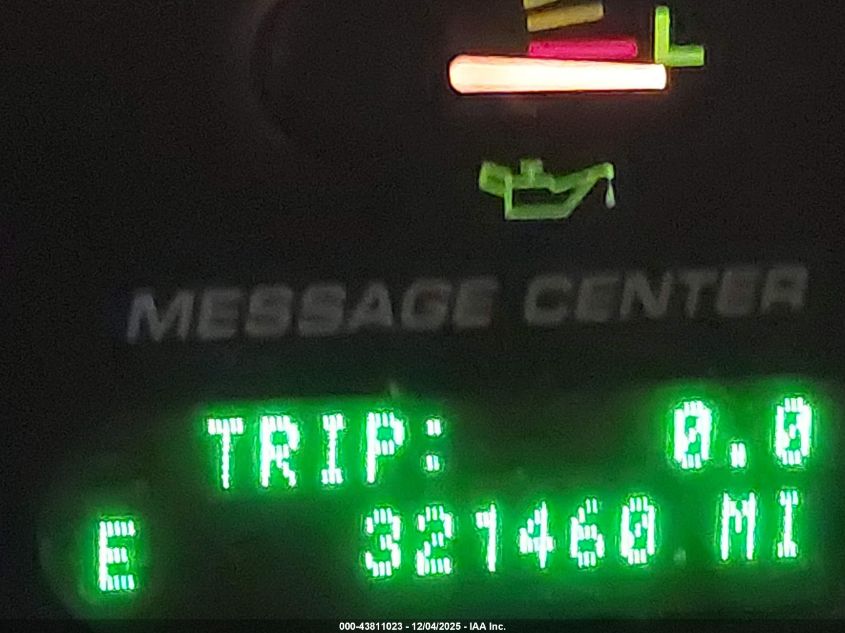 L
MESSAGE CENTER
TRIP: 0.0
E 321460 MI
000-43811023 - 12/04/2025 - IAA Inc.